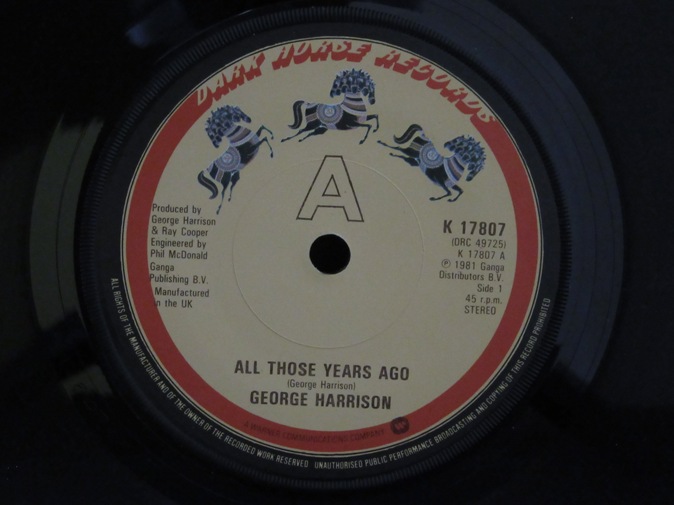 DARK HORSE RECORDS
A
Produced by
George Harrison
& Ray Cooper
Engineered by
Phil McDonald
Ganga
Publishing B.V.
Manufactured
in the UK
K 17807
(DRC 49725)
K 17807 A
℗ 1981 Ganga
Distributors B.V.
Side 1
45 r.p.m.
STEREO
ALL THOSE YEARS AGO
(George Harrison)
GEORGE HARRISON
A WARNER COMMUNICATIONS COMPANY
ALL RIGHTS OF THE MANUFACTURER AND OF THE OWNER OF THE RECORDED WORK RESERVED UNAUTHORISED PUBLIC PERFORMANCE BROADCASTING AND COPYING OF THIS RECORD PROHIBITED